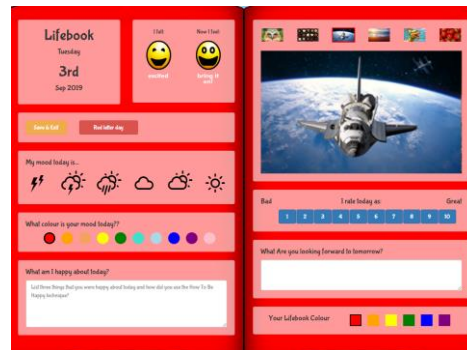 Lifebook
Tuesday
3rd
Sep 2019
I felt
Now I feel
excited
bring it
on!
Save & Exit
Red letter day
My mood today is...
What colour is your mood today??
What am I happy about today?
List three things that you were happy about today and how did you use the How To Be
Happy technique?
Bad
I rate today as:
Great
1 2 3 4 5 6 7 8 9 10
What Are you looking forward to tomorrow?
Your Lifebook Colour